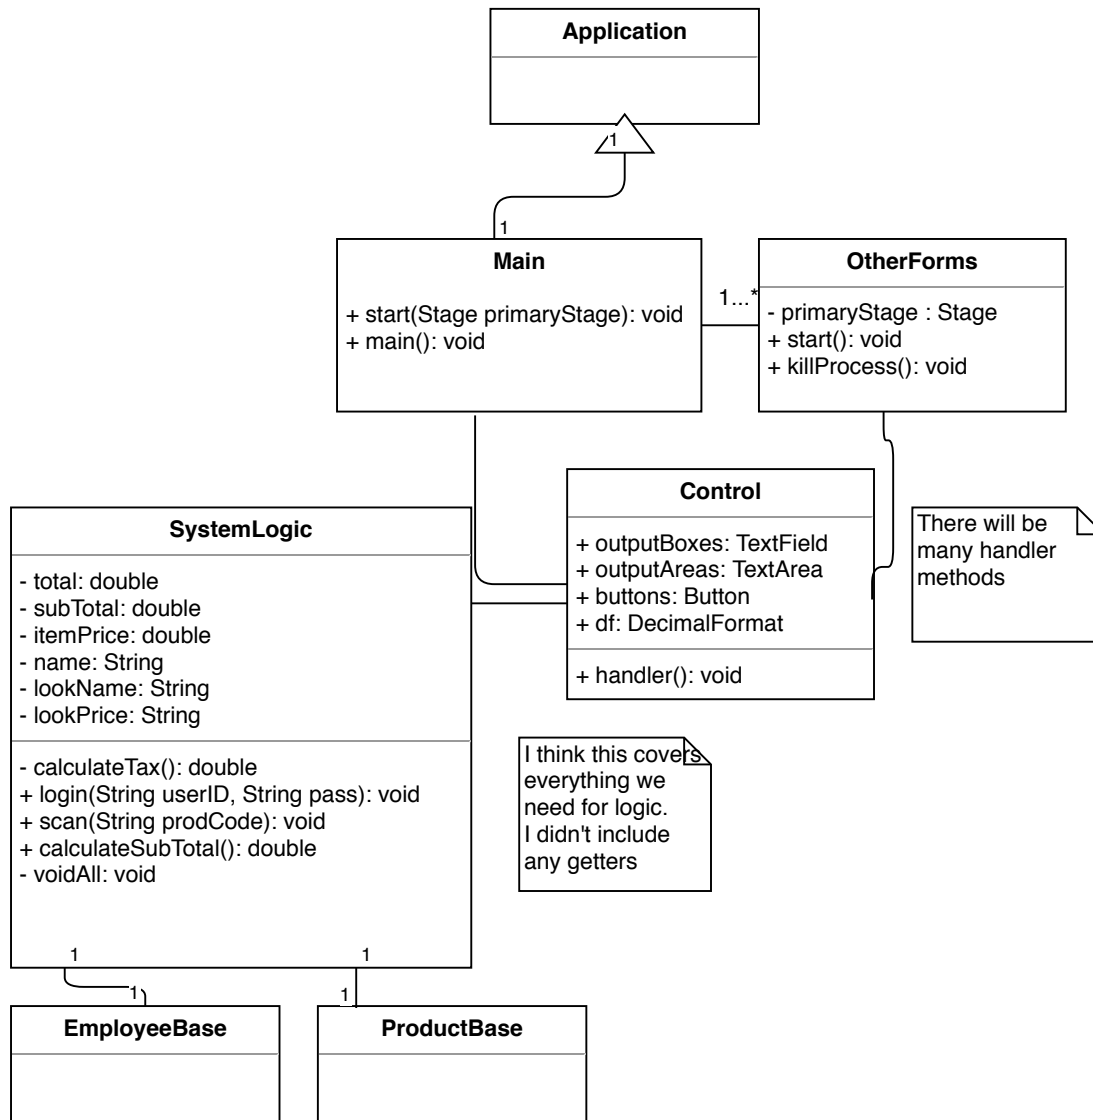 Application
1
1
Main
+ start(Stage primaryStage): void
+ main(): void
1...*
OtherForms
- primaryStage : Stage
+ start(): void
+ killProcess(): void
Control
+ outputBoxes: TextField
+ outputAreas: TextArea
+ buttons: Button
+ df: DecimalFormat
+ handler(): void
There will be
many handler
methods
SystemLogic
- total: double
- subTotal: double
- itemPrice: double
- name: String
- lookName: String
- lookPrice: String
- calculateTax(): double
+ login(String userID, String pass): void
+ scan(String prodCode): void
+ calculateSubTotal(): double
- voidAll: void
I think this covers
everything we
need for logic.
I didn't include
any getters
1
1
1
1
EmployeeBase
ProductBase